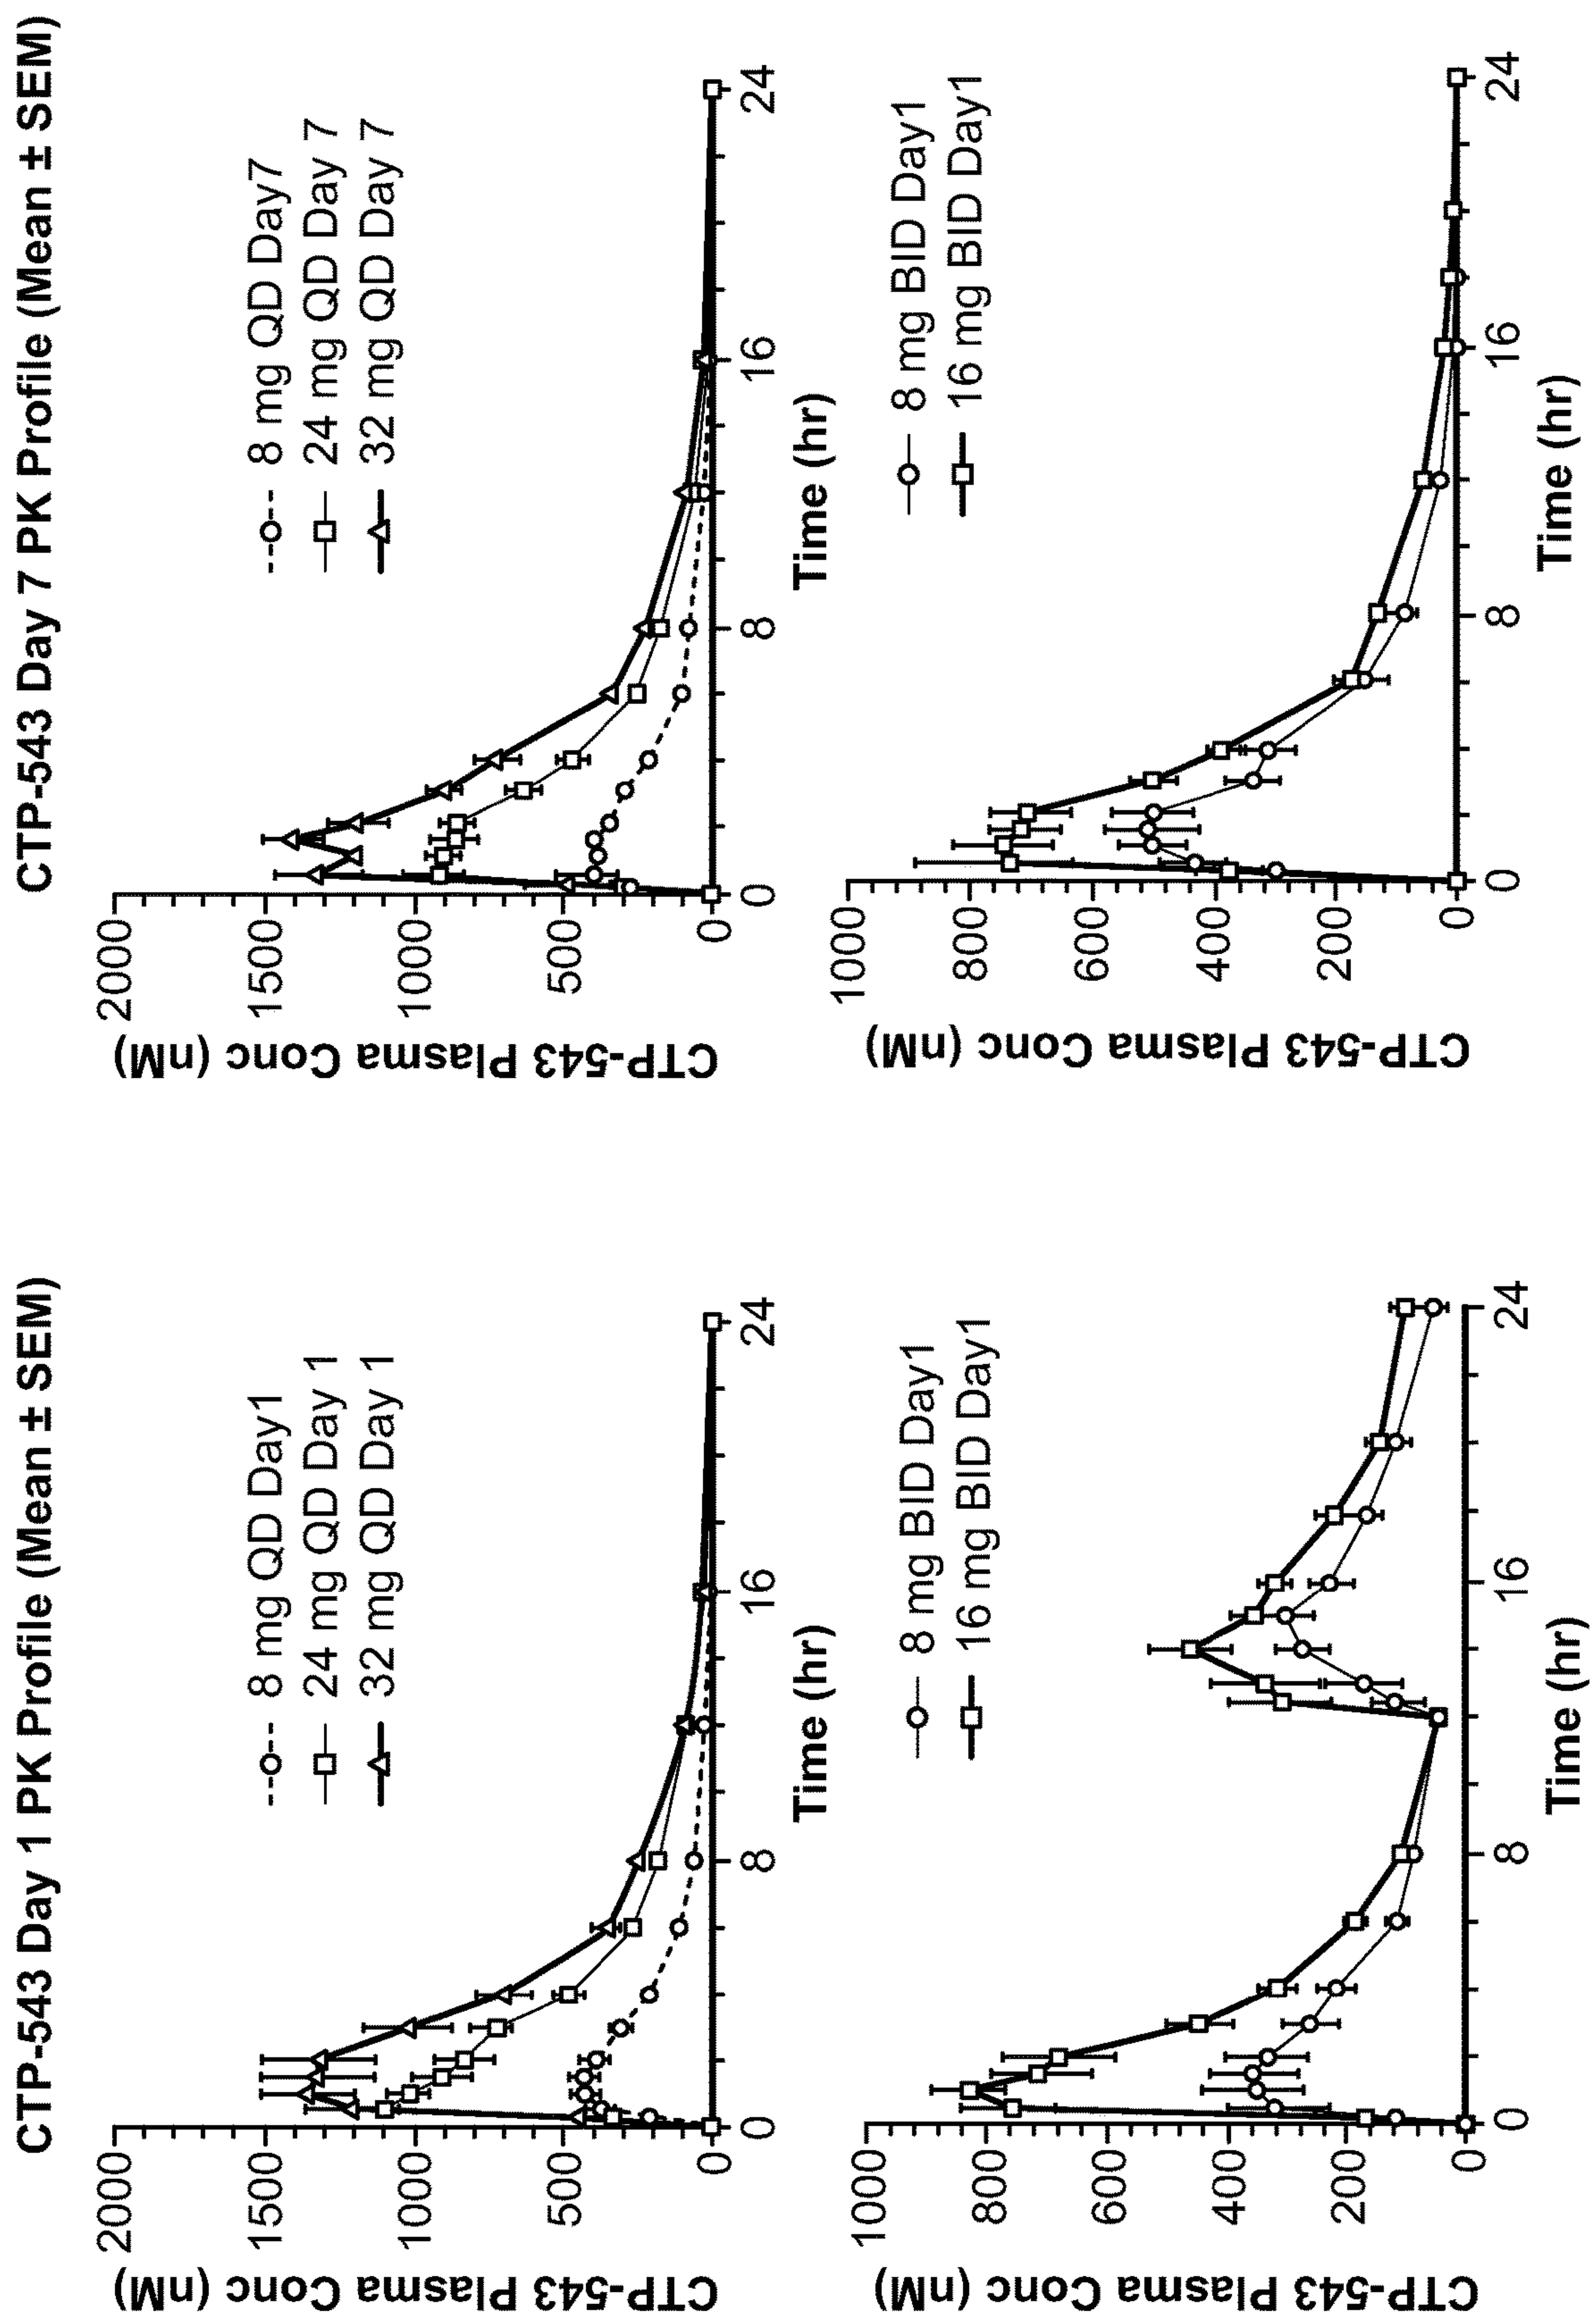 CTP-543 Day 1 PK Profile (Mean ± SEM)
CTP-543 Plasma Conc (nM)
2000
1500
1000
500
0
8 mg QD Day1
24 mg QD Day 1
32 mg QD Day 1
0
8
16
24
Time (hr)
CTP-543 Day 7 PK Profile (Mean ± SEM)
CTP-543 Plasma Conc (nM)
2000
1500
1000
500
0
8 mg QD Day7
24 mg QD Day 7
32 mg QD Day 7
0
8
16
24
Time (hr)
CTP-543 Plasma Conc (nM)
1000
800
600
400
200
0
8 mg BID Day1
16 mg BID Day1
0
8
16
24
Time (hr)
CTP-543 Plasma Conc (nM)
1000
800
600
400
200
0
8 mg BID Day1
16 mg BID Day1
0
8
16
24
Time (hr)